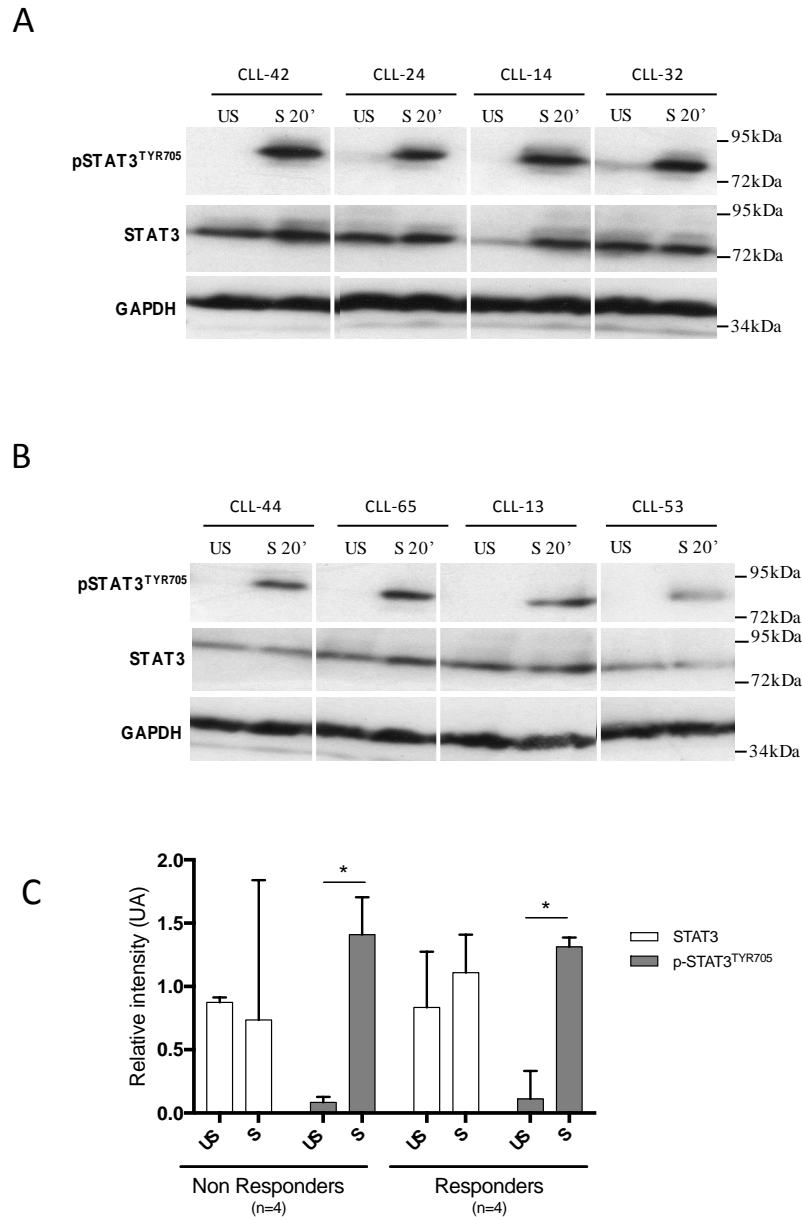 A
CLL-42 CLL-24 CLL-14 CLL-32
US S 20’ US S 20’ US S 20’ US S 20’
pSTAT3TYR705
95kDa
72kDa
STAT3
95kDa
72kDa
GAPDH
34kDa
B
CLL-44 CLL-65 CLL-13 CLL-53
US S 20’ US S 20’ US S 20’ US S 20’
pSTAT3TYR705
95kDa
72kDa
STAT3
95kDa
72kDa
GAPDH
34kDa
C
Relative intensity (UA)
2.0
1.5
1.0
0.5
0.0
* *
STAT3
p-STAT3TYR705
US S US S US S US S
Non Responders Responders
(n=4) (n=4)